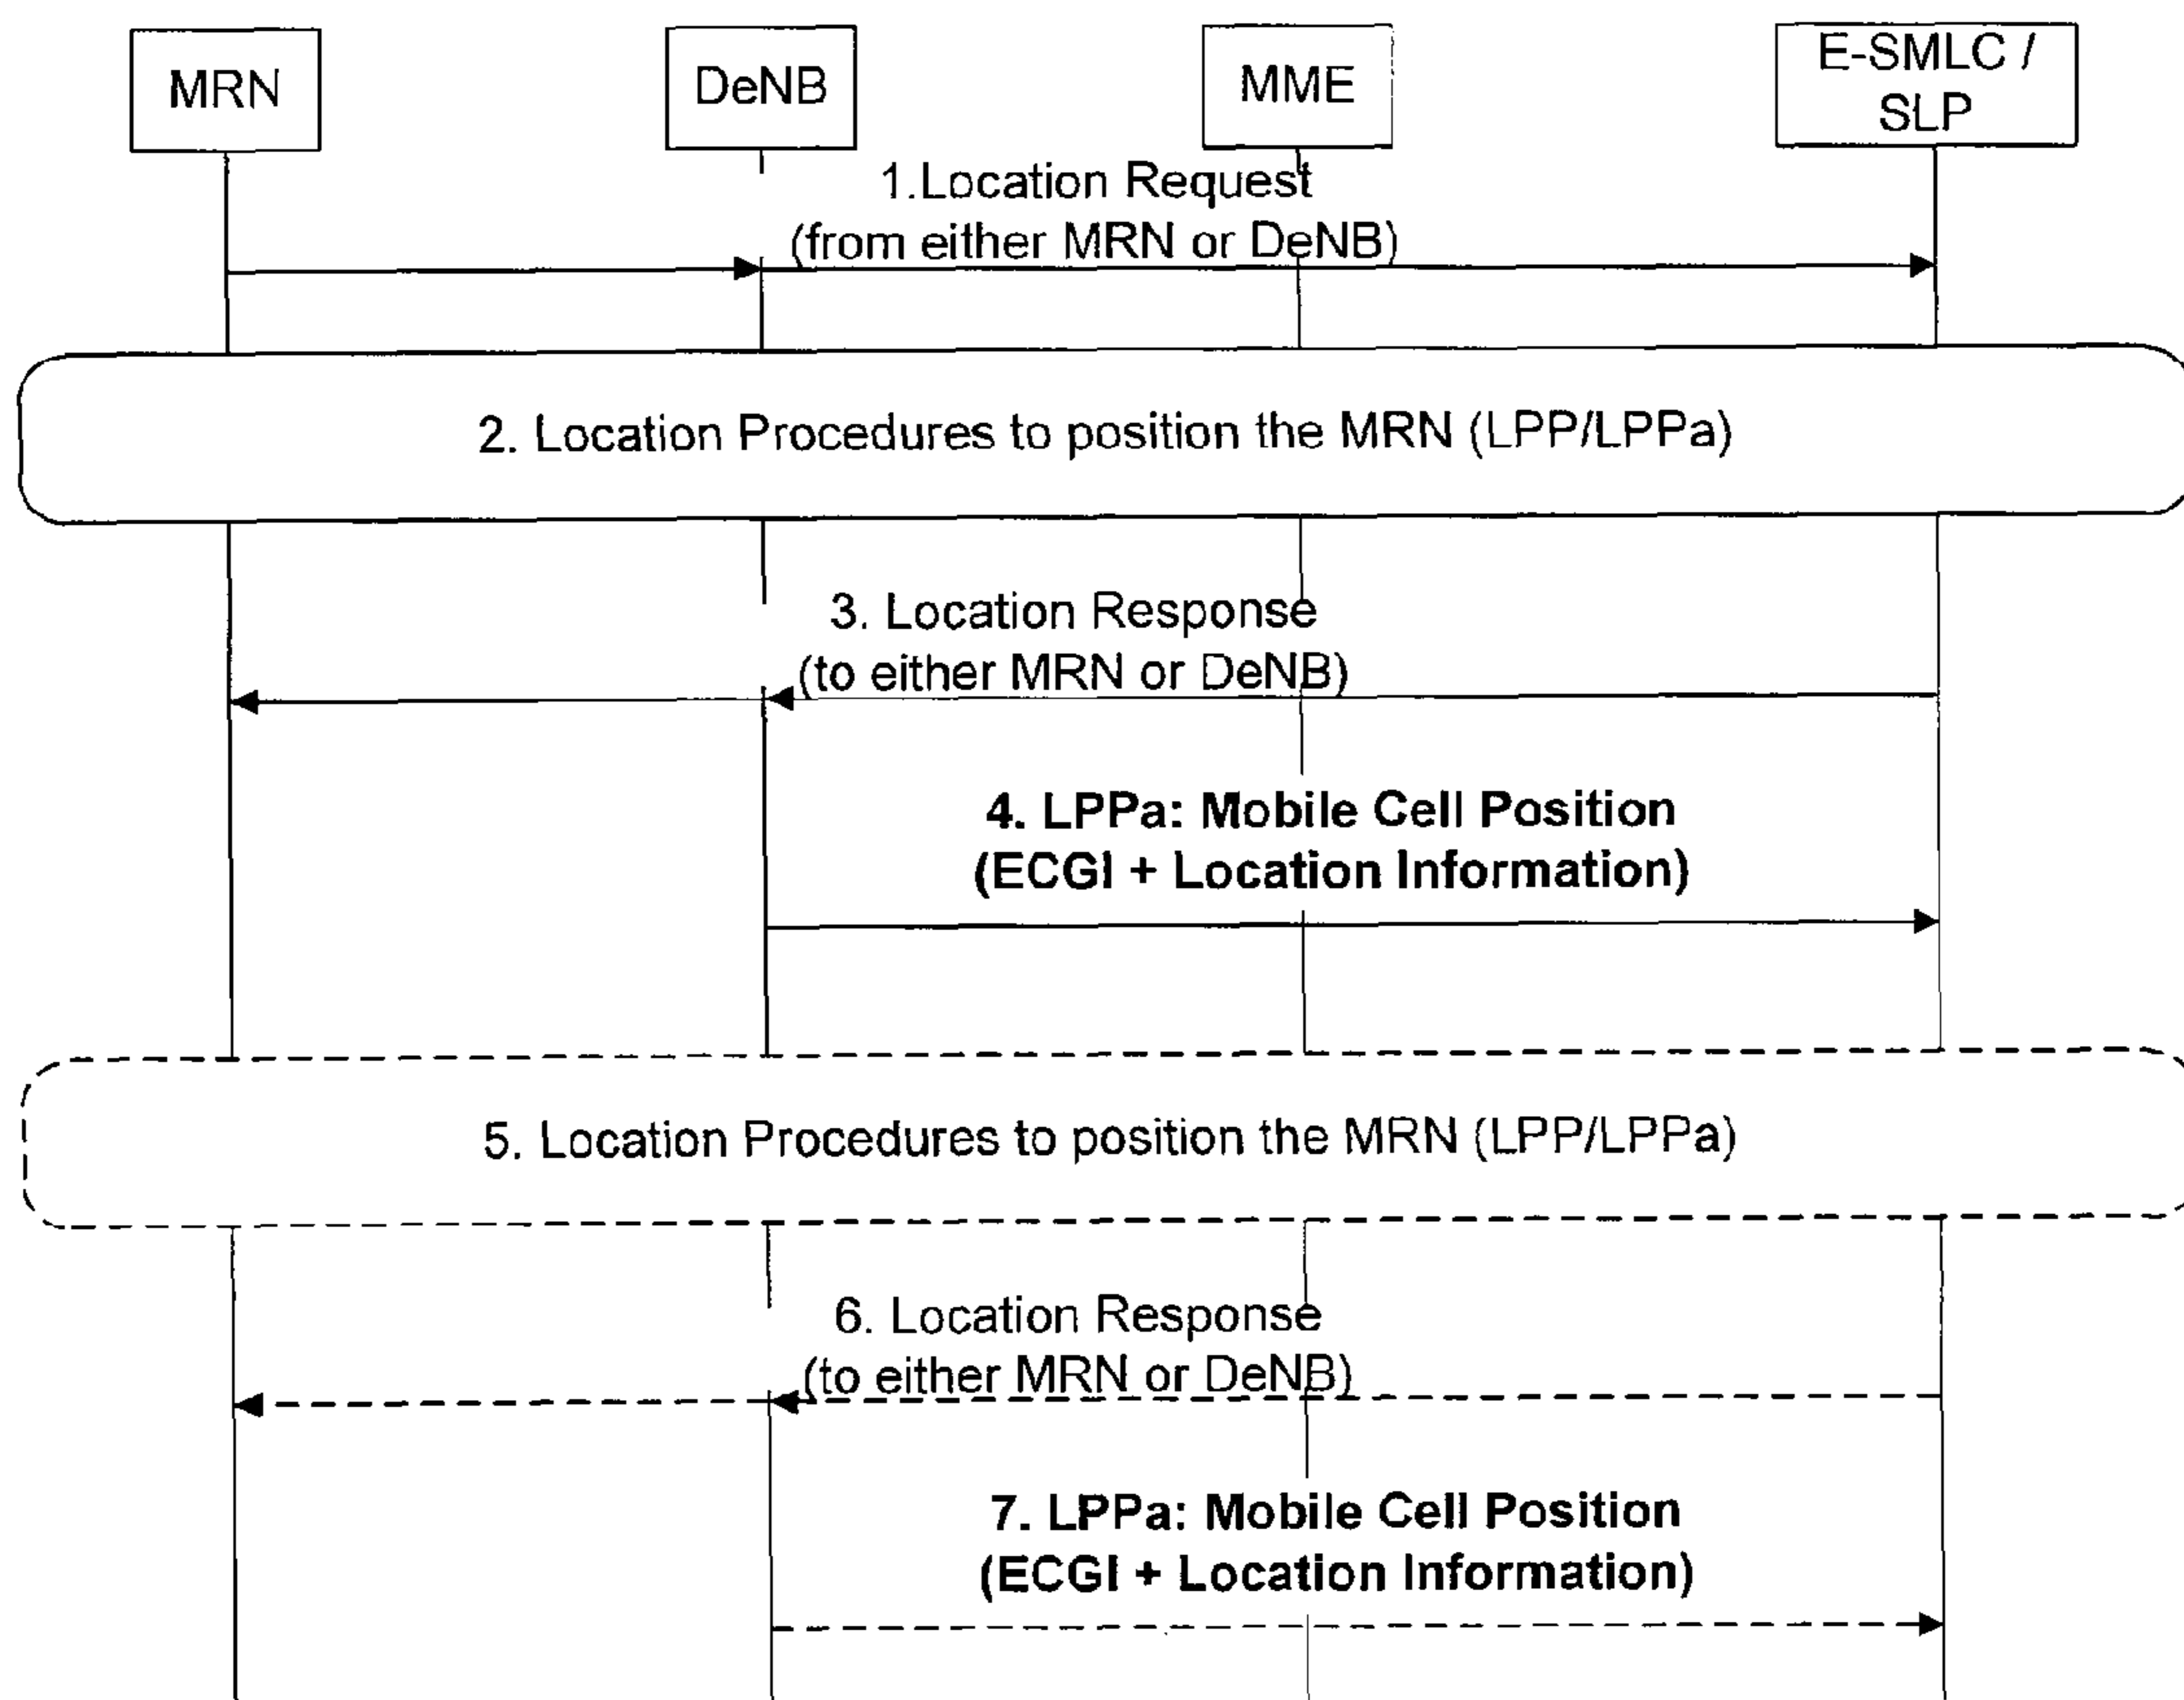 MRN
DeNB
MME
E-SMLC /
SLP
1.Location Request
(from either MRN or DeNB)
2. Location Procedures to position the MRN (LPP/LPPa)
3. Location Response
(to either MRN or DeNB)
4. LPPa: Mobile Cell Position
(ECGI + Location Information)
5. Location Procedures to position the MRN (LPP/LPPa)
6. Location Response
(to either MRN or DeNB)
7. LPPa: Mobile Cell Position
(ECGI + Location Information)